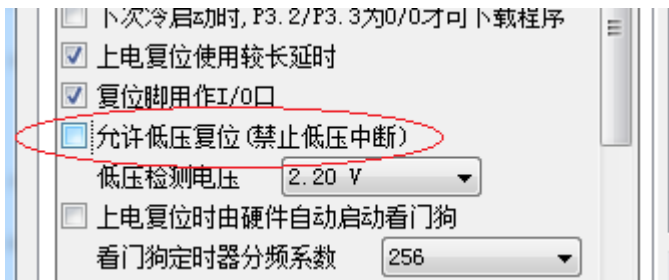 下次冷启动时,P3.2/P3.3为0/0才可下载程序
上电复位使用较长延时
复位脚用作I/O口
允许低压复位(禁止低压中断)
低压检测电压 2.20 V
上电复位时由硬件自动启动看门狗
看门狗定时器分频系数 256